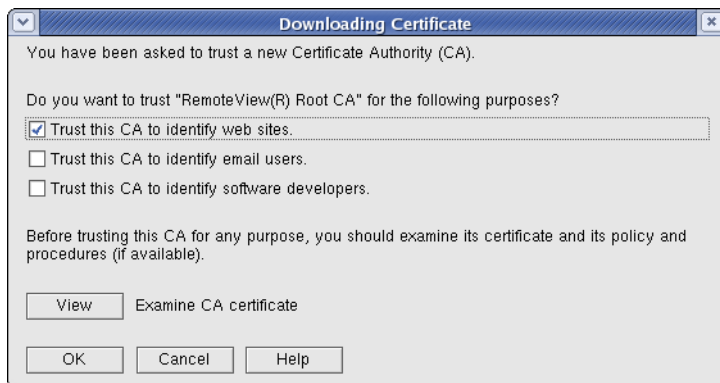 Downloading Certificate
You have been asked to trust a new Certificate Authority (CA).
Do you want to trust "RemoteView(R) Root CA" for the following purposes?
Trust this CA to identify web sites.
Trust this CA to identify email users.
Trust this CA to identify software developers.
Before trusting this CA for any purpose, you should examine its certificate and its policy and
procedures (if available).
View Examine CA certificate
OK Cancel Help